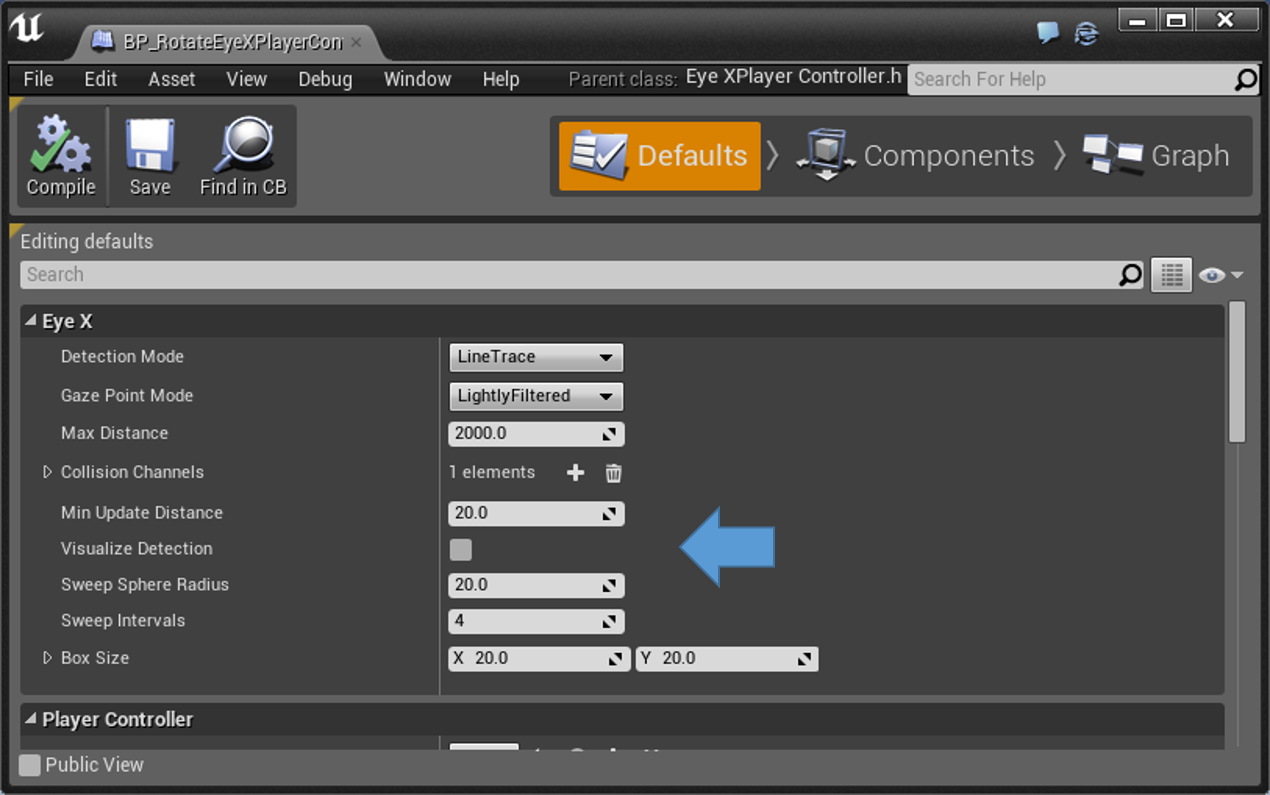 BP_RotateEyeXPlayerCon
File Edit Asset View Debug Window Help Parent class: Eye XPlayer Controller.h Search For Help
Compile Save Find in CB Defaults Components Graph
Editing defaults
Search
Eye X
Detection Mode LineTrace
Gaze Point Mode LightlyFiltered
Max Distance 2000.0
Collision Channels 1 elements
Min Update Distance 20.0
Visualize Detection
Sweep Sphere Radius 20.0
Sweep Intervals 4
Box Size X 20.0 Y 20.0
Player Controller
Public View